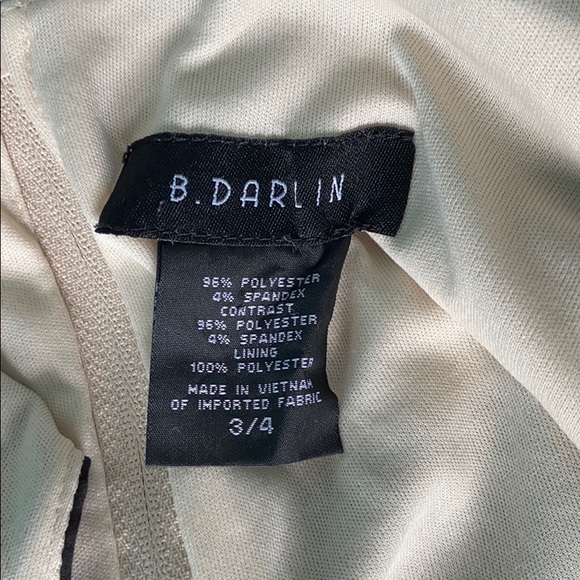 B.DARLIN
96% POLYESTER
4% SPANDEX
CONTRAST
96% POLYESTER
4% SPANDEX
LINING
100% POLYESTER
MADE IN VIETNAM
OF IMPORTED FABRIC
3/4